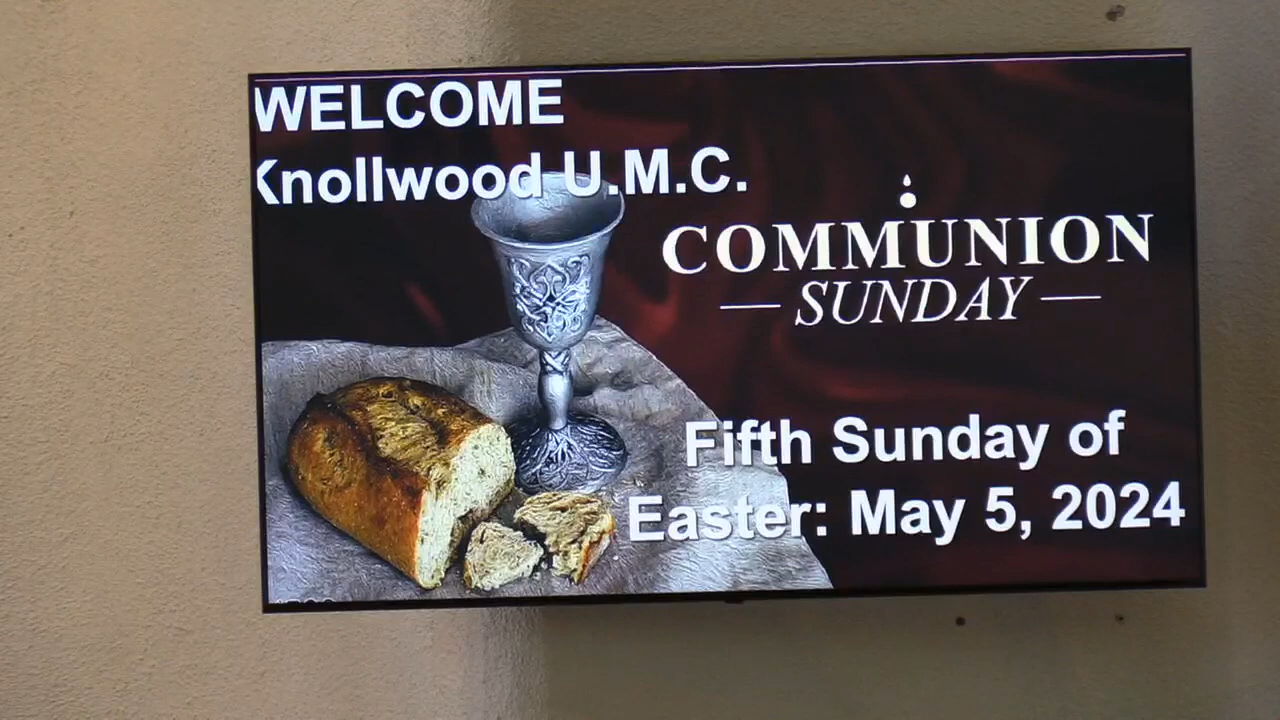 WELCOME
Knollwood U.M.C.
COMMUNION
SUNDAY
Fifth Sunday of
Easter: May 5, 2024